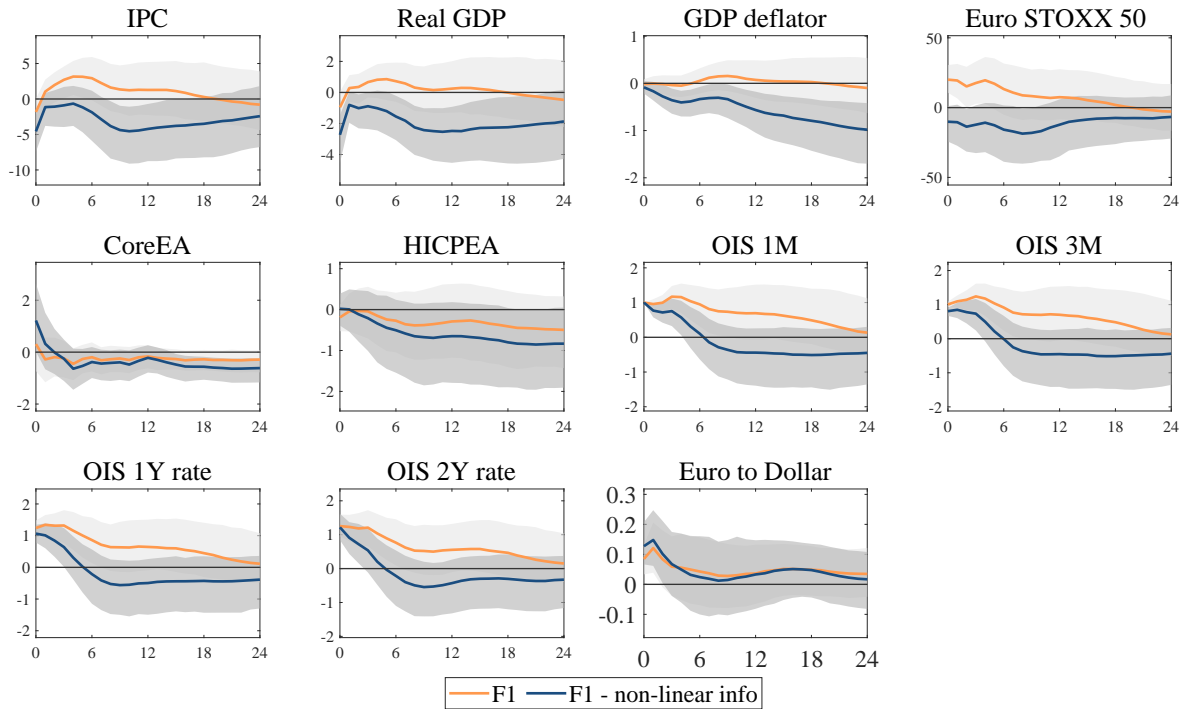 IPC
Real GDP
GDP deflator
Euro STOXX 50
5
0
-5
-10
0 6 12 18 24
2
0
-2
-4
0 6 12 18 24
1
0
-1
-2
0 6 12 18 24
50
0
-50
0 6 12 18 24
CoreEA
HICPEA
OIS 1M
OIS 3M
2
0
-2
0 6 12 18 24
1
0
-1
-2
0 6 12 18 24
2
1
0
-1
-2
0 6 12 18 24
2
1
0
-1
-2
0 6 12 18 24
OIS 1Y rate
OIS 2Y rate
Euro to Dollar
2
1
0
-1
-2
0 6 12 18 24
2
1
0
-1
-2
0 6 12 18 24
0.3
0.2
0.1
0
-0.1
0 6 12 18 24
F1 F1 - non-linear info